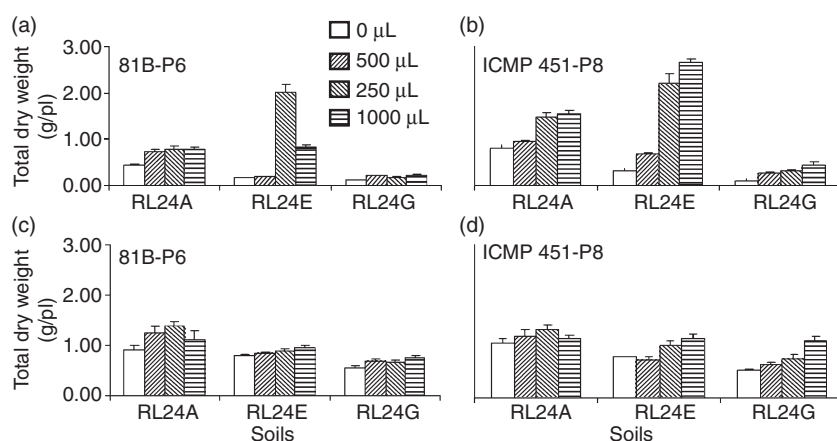 (a)
3.00
2.00
1.00
0.00
Total dry weight
(g/pl)
81B-P6
0 μL
500 μL
250 μL
1000 μL
RL24A RL24E RL24G
(b)
ICMP 451-P8
RL24A RL24E RL24G
(c)
3.00
2.00
1.00
0.00
Total dry weight
(g/pl)
81B-P6
RL24A RL24E RL24G
Soils
(d)
ICMP 451-P8
RL24A RL24E RL24G
Soils